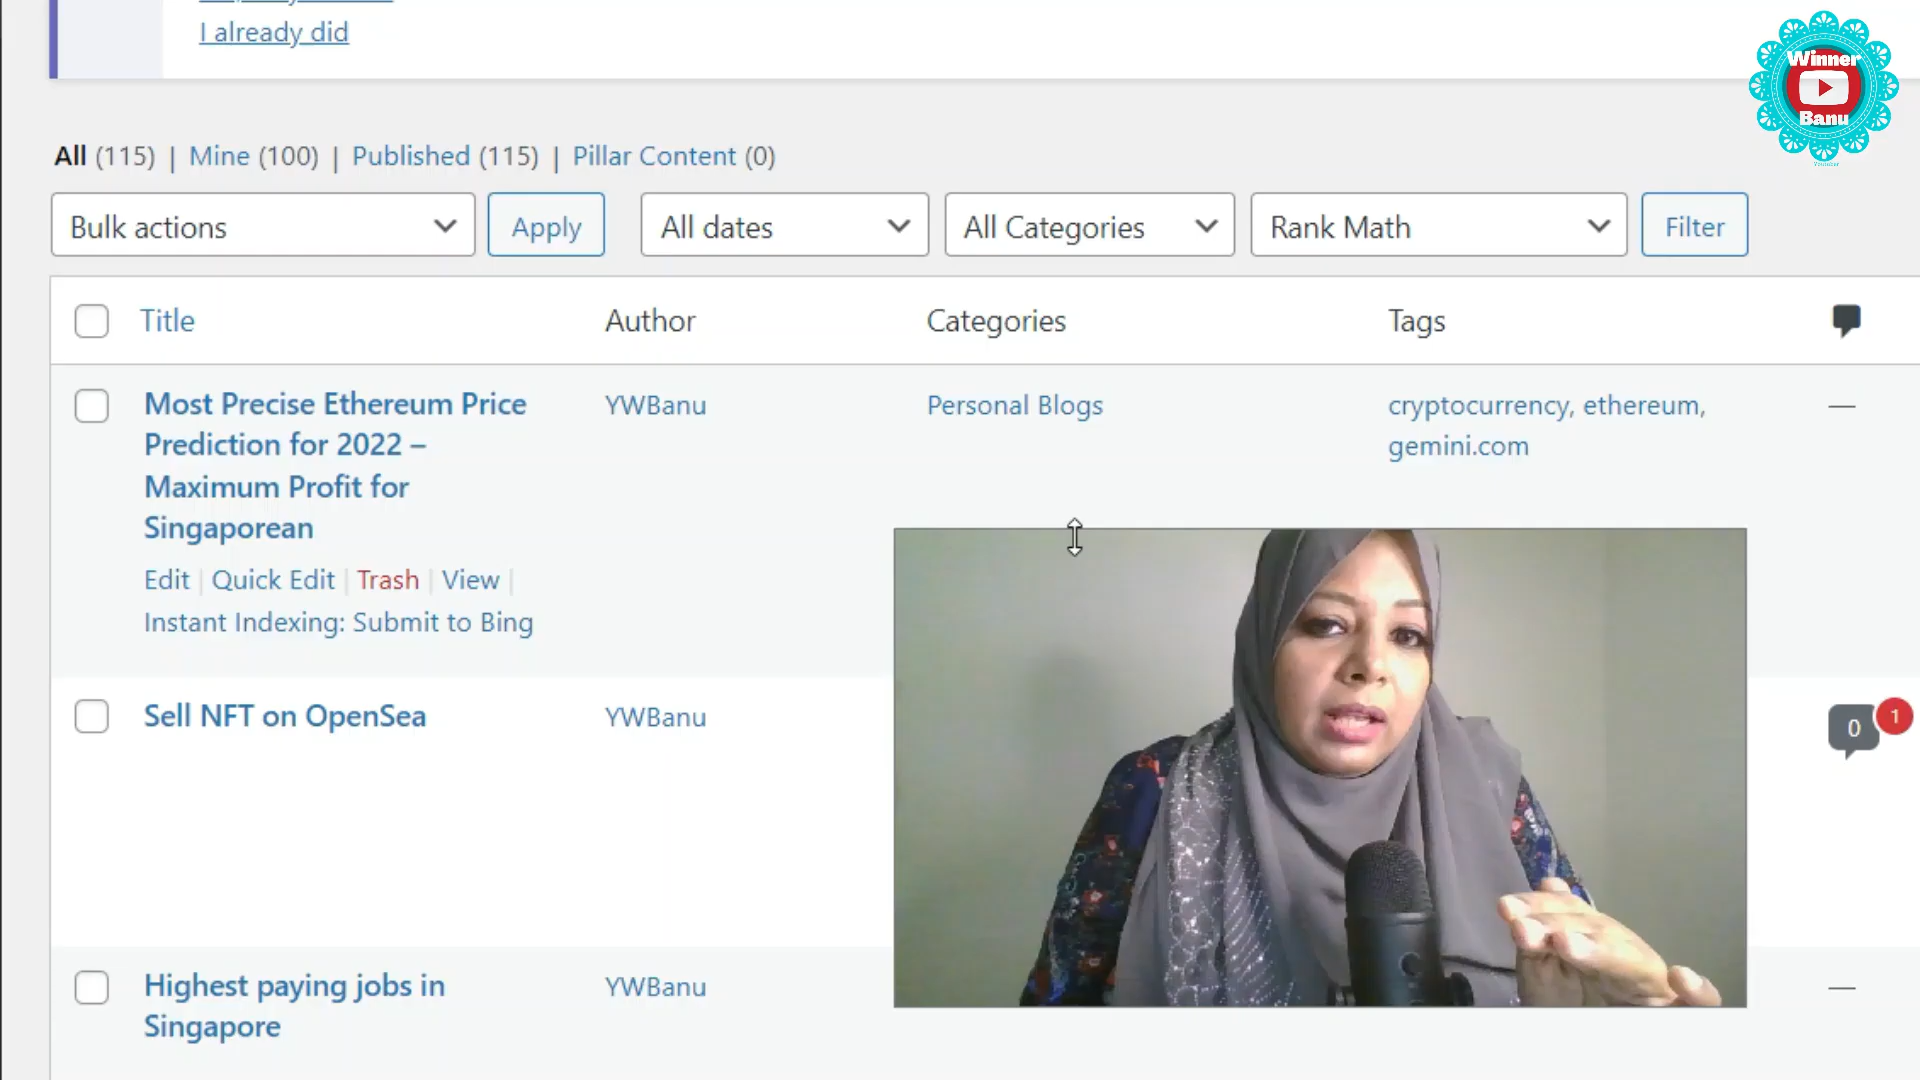 I already did
Winner
Banu
All (115) | Mine (100) | Published (115) | Pillar Content (0)
Bulk actions Apply All dates All Categories Rank Math Filter
Title Author Categories Tags
Most Precise Ethereum Price
Prediction for 2022 –
Maximum Profit for
Singaporean
YWBanu
Personal Blogs
cryptocurrency, ethereum,
gemini.com
—
Edit | Quick Edit | Trash | View |
Instant Indexing: Submit to Bing
Sell NFT on OpenSea
YWBanu
0 1
Highest paying jobs in
Singapore
YWBanu
—